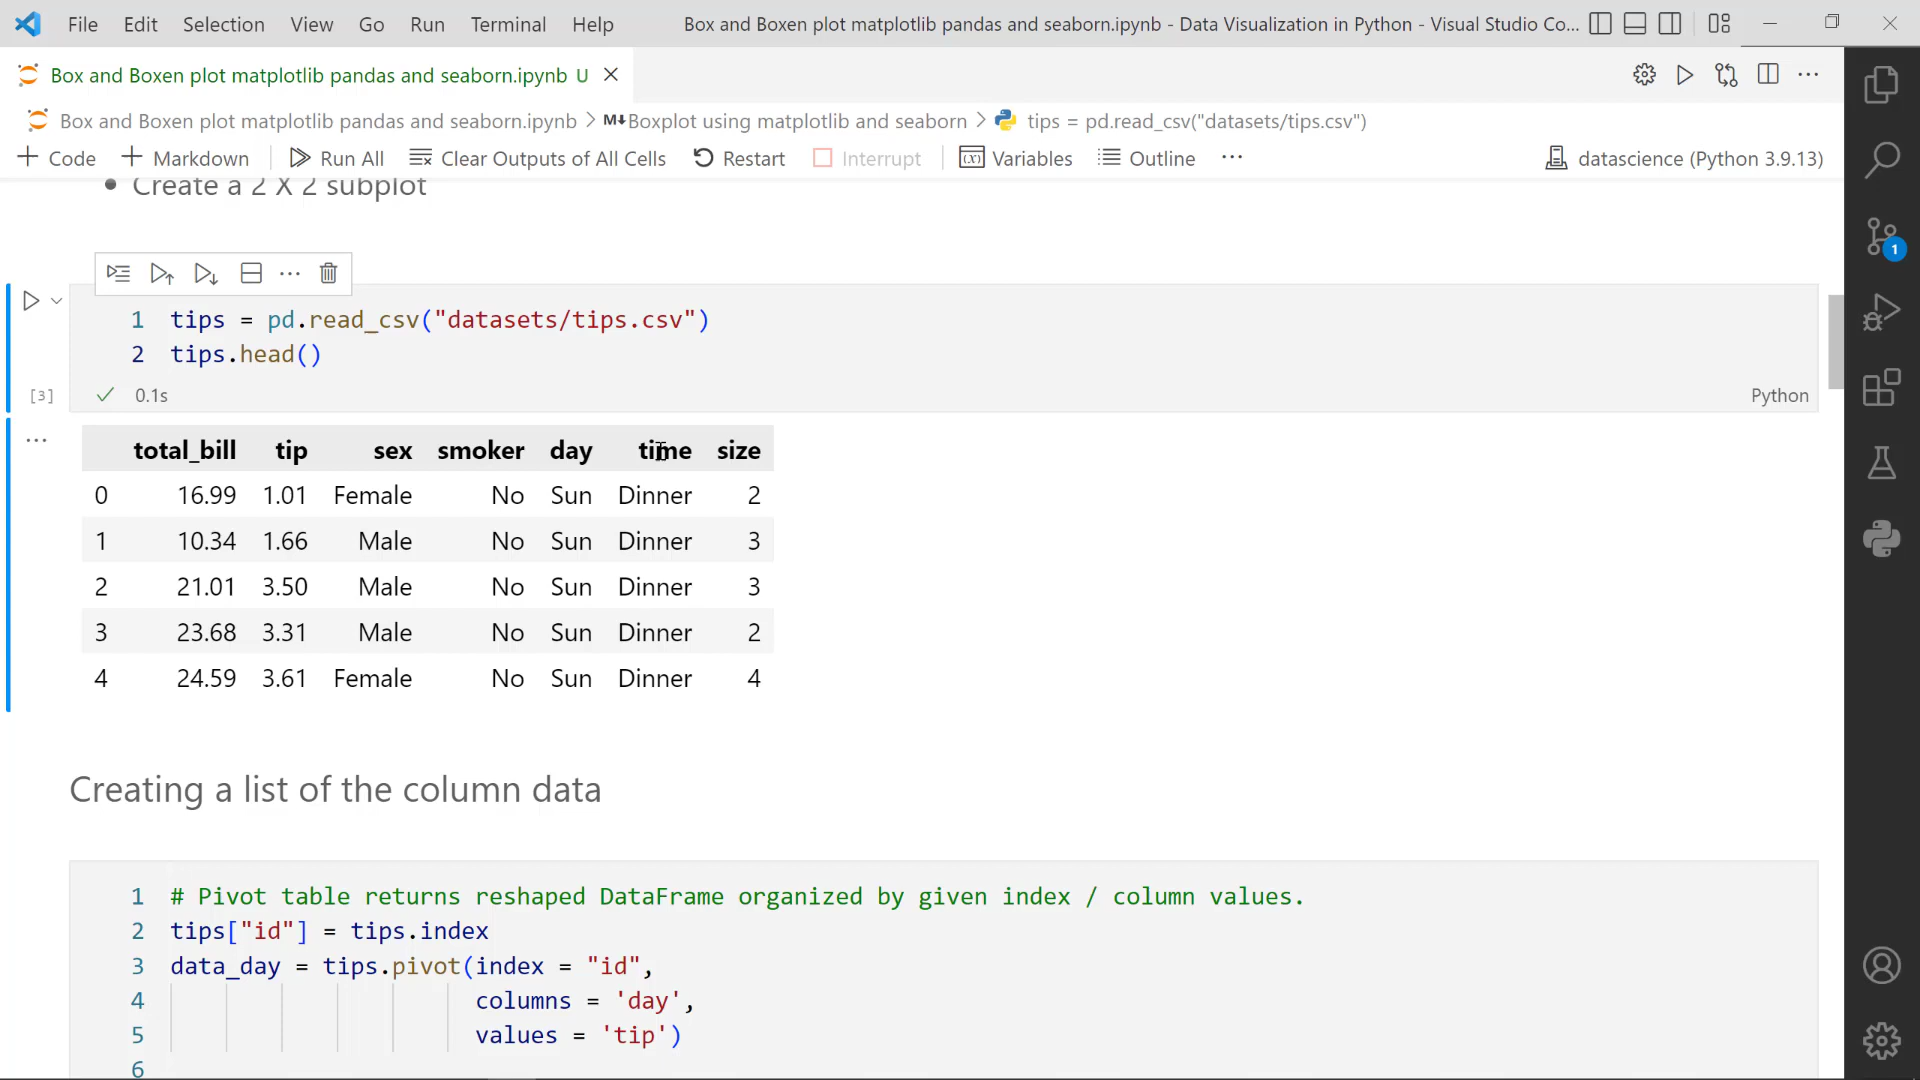 File Edit Selection View Go Run Terminal Help Box and Boxen plot matplotlib pandas and seaborn.ipynb - Data Visualization in Python - Visual Studio Co...
Box and Boxen plot matplotlib pandas and seaborn.ipynb U
Box and Boxen plot matplotlib pandas and seaborn.ipynb > M↓Boxplot using matplotlib and seaborn > tips = pd.read_csv("datasets/tips.csv")
+ Code + Markdown Run All Clear Outputs of All Cells Restart Interrupt Variables Outline ... datascience (Python 3.9.13)
1
• Create a 2 X 2 subplot
1 tips = pd.read_csv("datasets/tips.csv")
2 tips.head()
[3] 0.1s Python
total_bill tip sex smoker day time size
0 16.99 1.01 Female No Sun Dinner 2
1 10.34 1.66 Male No Sun Dinner 3
2 21.01 3.50 Male No Sun Dinner 3
3 23.68 3.31 Male No Sun Dinner 2
4 24.59 3.61 Female No Sun Dinner 4
Creating a list of the column data
1 # Pivot table returns reshaped DataFrame organized by given index / column values.
2 tips["id"] = tips.index
3 data_day = tips.pivot(index = "id",
4 columns = 'day',
5 values = 'tip')
6